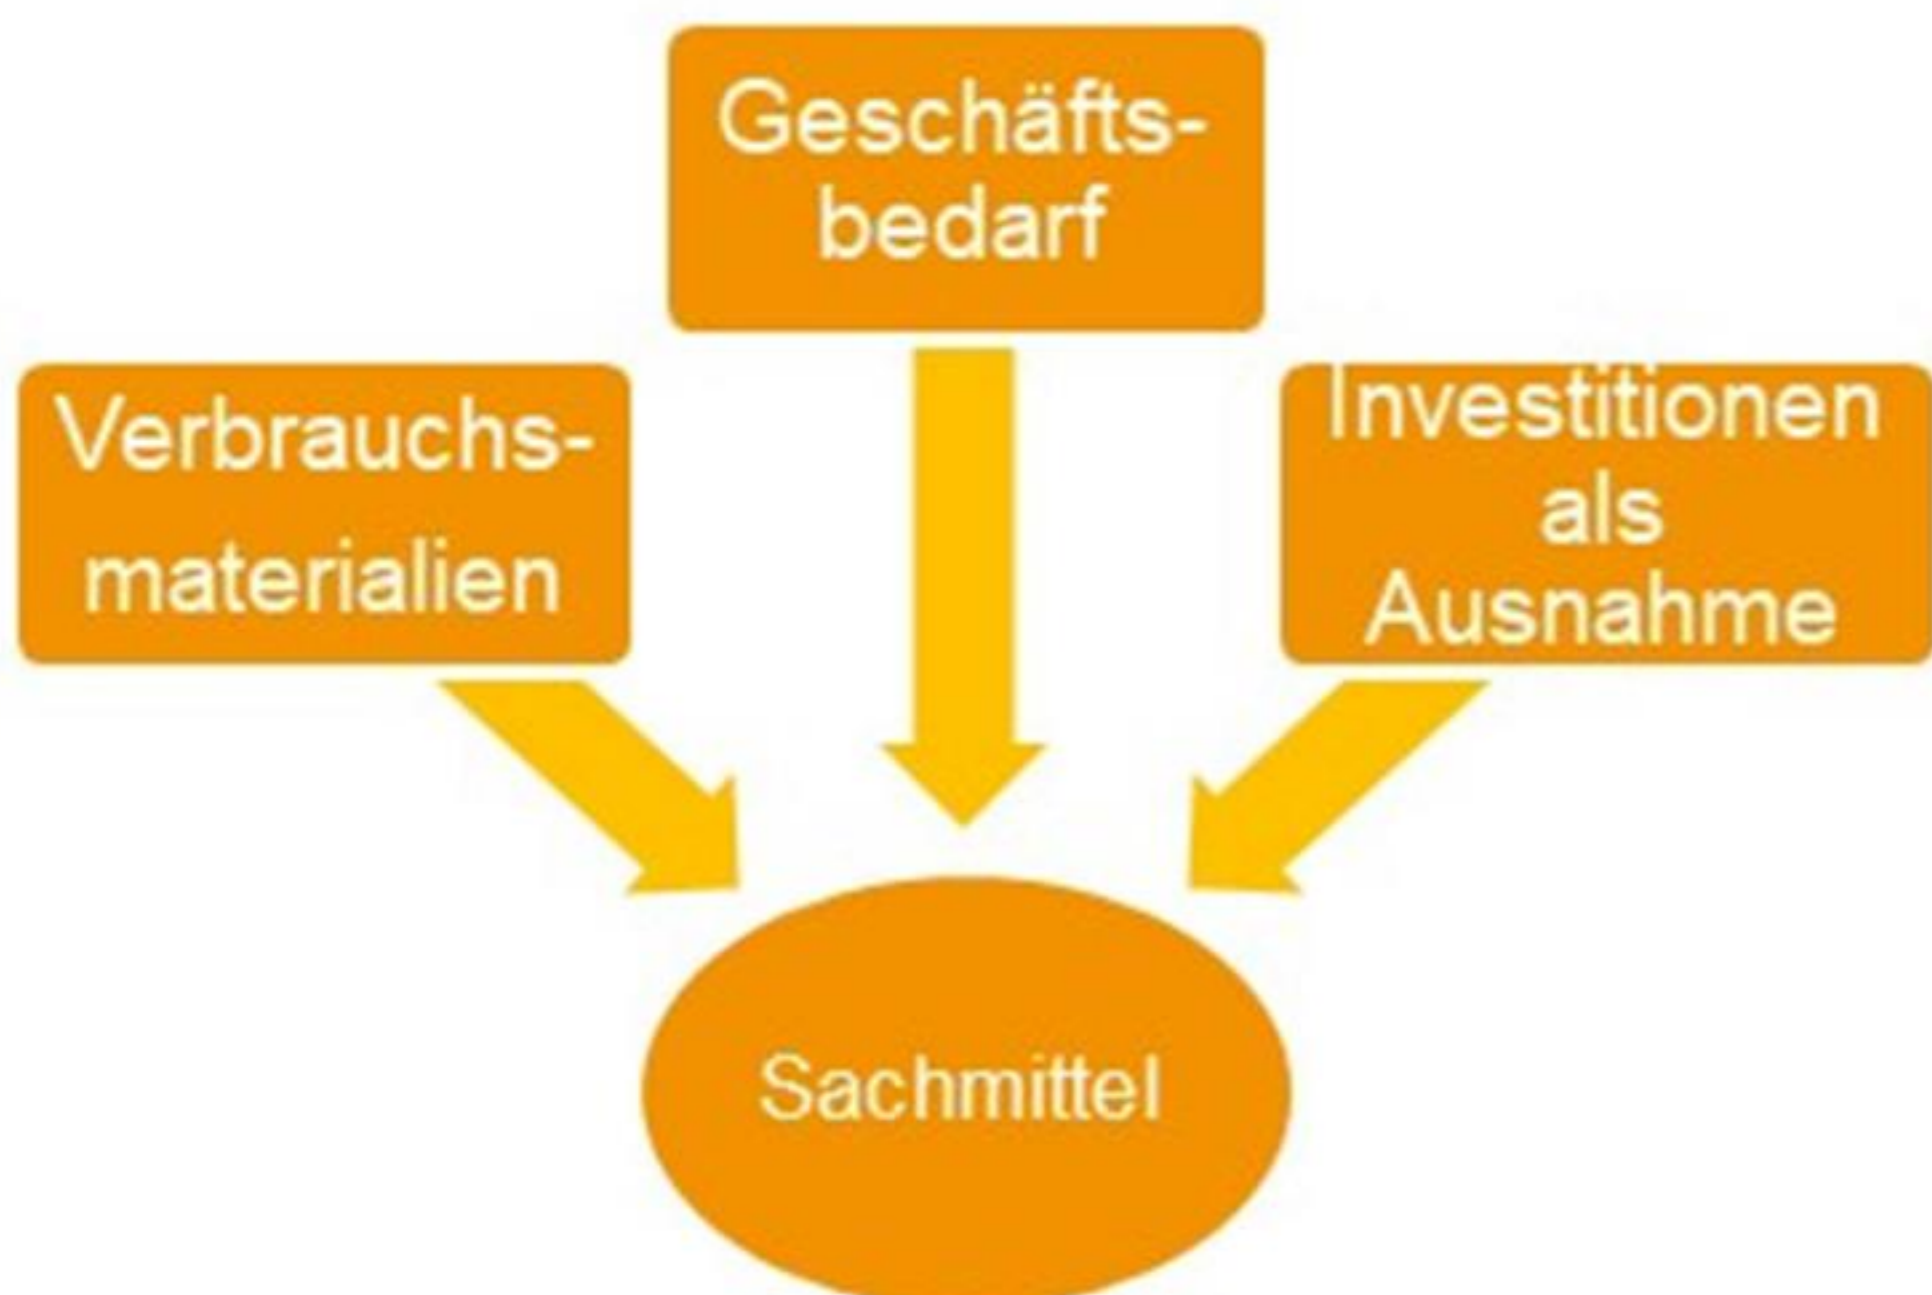 Geschäfts-
bedarf
Verbrauchs-
materialien
Investitionen
als
Ausnahme
Sachmittel